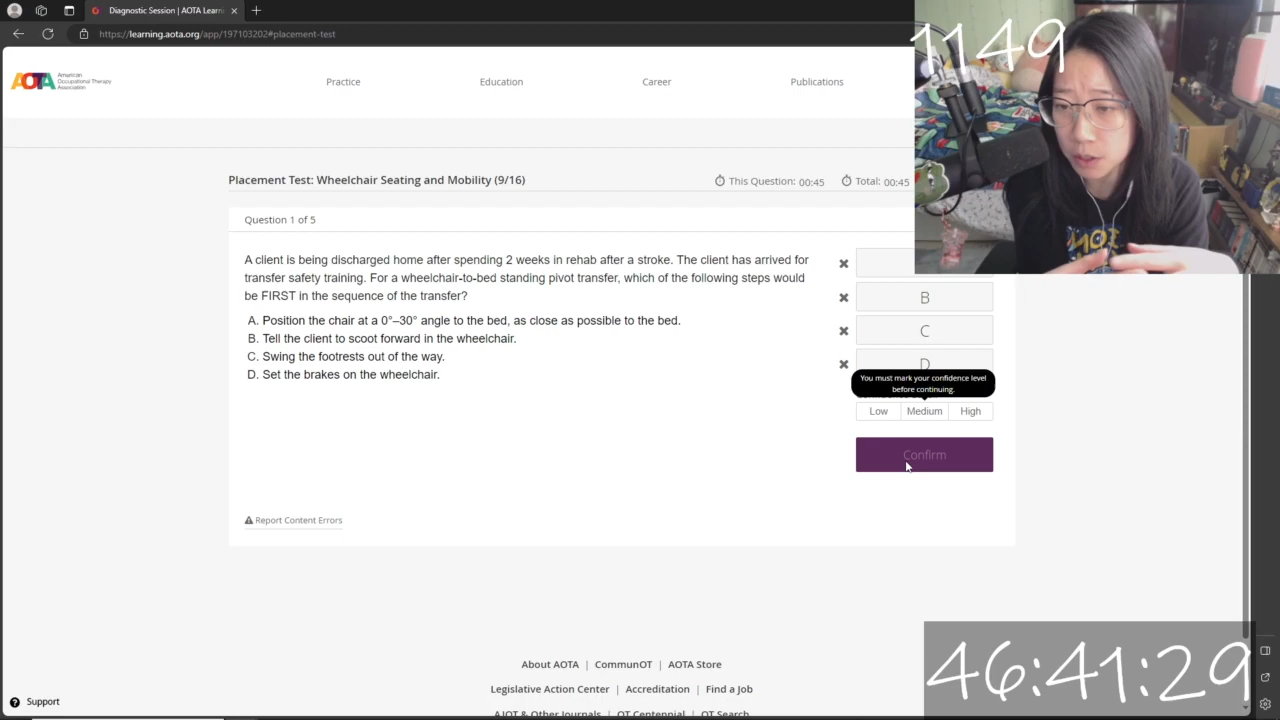 Diagnostic Session | AOTA Learn
https://learning.aota.org/app/197103202#placement-test
1149
AOTA
American
Occupational Therapy
Association
Practice
Education
Career
Publications
Placement Test: Wheelchair Seating and Mobility (9/16)
This Question: 00:45
Total: 00:45
Question 1 of 5
A client is being discharged home after spending 2 weeks in rehab after a stroke. The client has arrived for
transfer safety training. For a wheelchair-to-bed standing pivot transfer, which of the following steps would
be FIRST in the sequence of the transfer?
A. Position the chair at a 0°–30° angle to the bed, as close as possible to the bed.
B. Tell the client to scoot forward in the wheelchair.
C. Swing the footrests out of the way.
D. Set the brakes on the wheelchair.
B
C
D
You must mark your confidence level
before continuing.
Low
Medium
High
Confirm
Report Content Errors
About AOTA | CommunOT | AOTA Store
Legislative Action Center | Accreditation | Find a Job
AJOT & Other Journals | OT Centennial | OT Search
Support
46:41:29